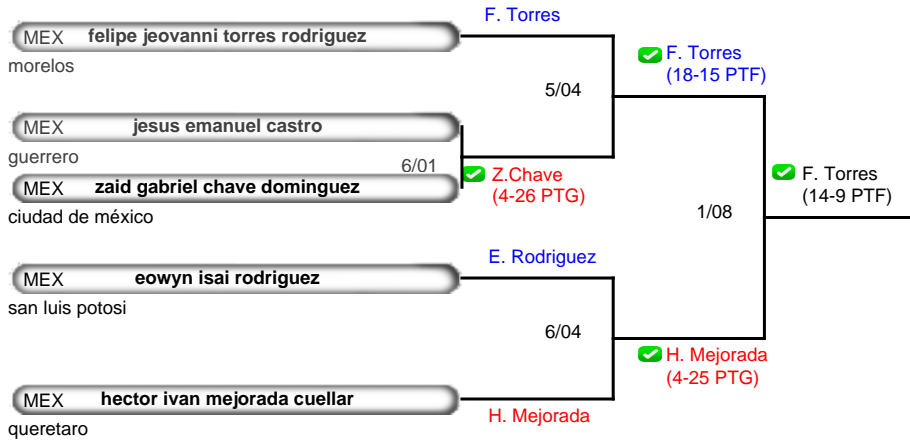 F. Torres
MEX felipe jeovanni torres rodriguez
morelos
F. Torres
(18-15 PTF)
5/04
MEX jesus emanuel castro
guerrero
6/01
MEX zaid gabriel chave dominguez
ciudad de méxico
Z.Chave
(4-26 PTG)
F. Torres
(14-9 PTF)
1/08
E. Rodriguez
MEX eowyn isai rodriguez
san luis potosi
6/04
H. Mejorada
(4-25 PTG)
MEX hector ivan mejorada cuellar
H. Mejorada
queretaro